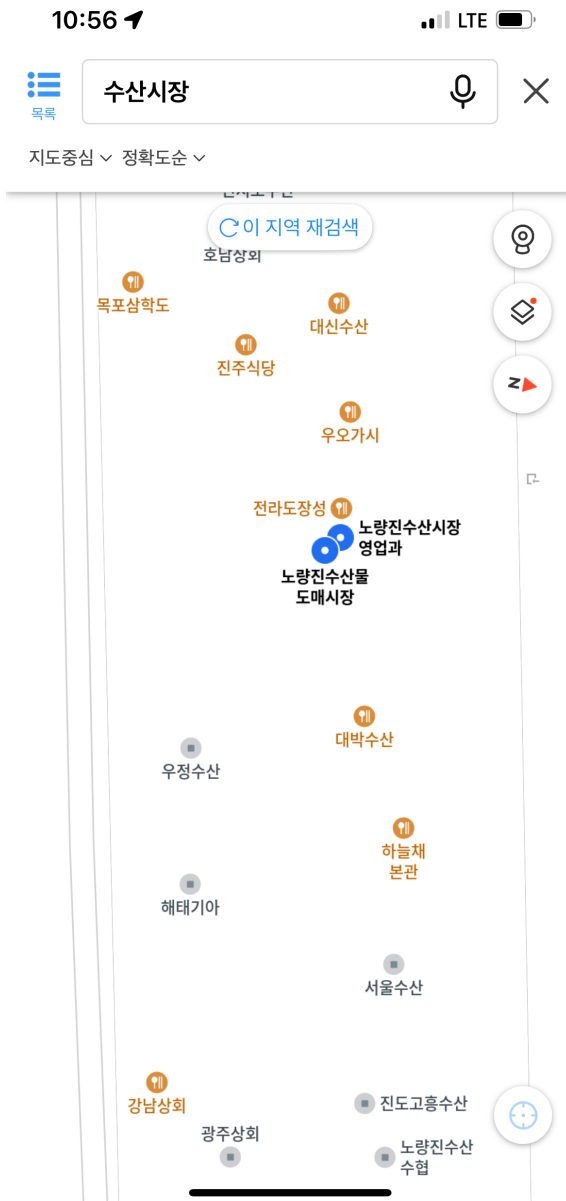 10:56
LTE
목록
수산시장
지도중심 정확도순
이 지역 재검색
호남상회
목포삼학도
대신수산
진주식당
우오가시
전라도장성
노량진수산시장
영업과
노량진수산물
도매시장
대박수산
우정수산
하늘채
본관
해태기아
서울수산
강남상회
진도고흥수산
광주상회
노량진수산
수협